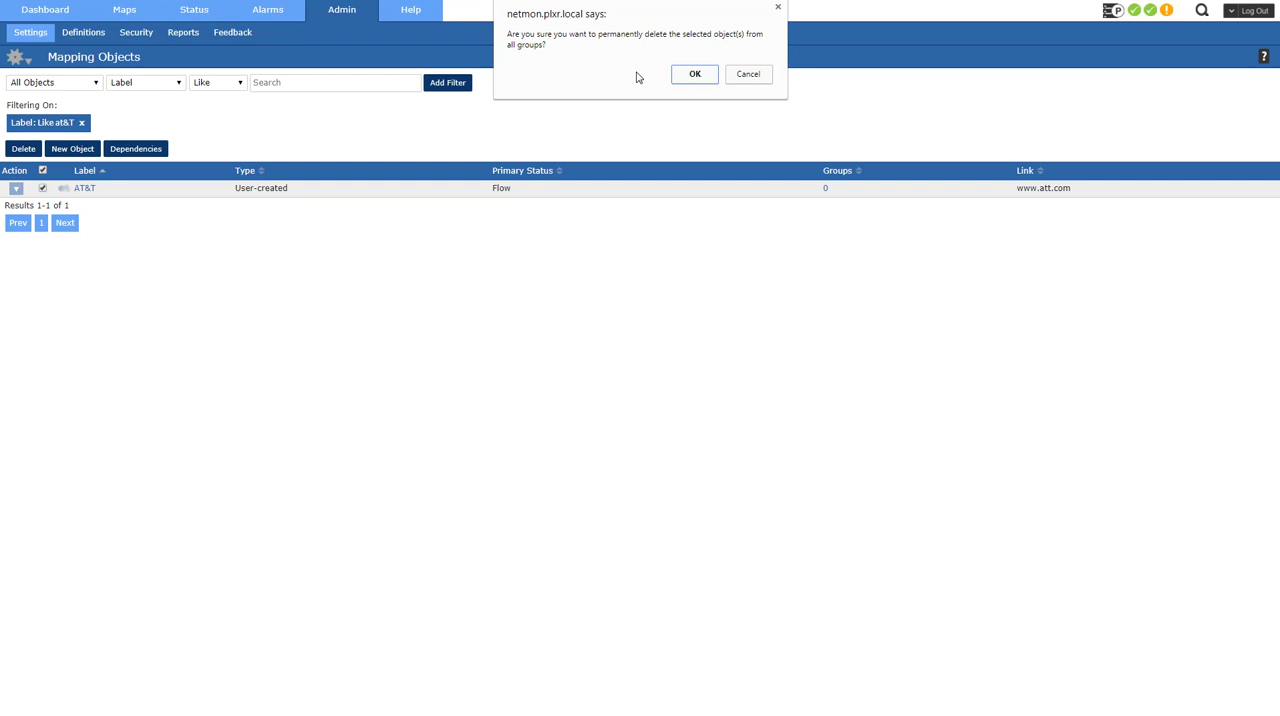 Dashboard Maps Status Alarms Admin Help
P Log Out
Settings Definitions Security Reports Feedback
Mapping Objects
?
netmon.plxr.local says:
Are you sure you want to permanently delete the selected object(s) from
all groups?
OK Cancel
All Objects Label Like Search Add Filter
Filtering On:
Label: Like at&T x
Delete New Object Dependencies
Action Label Type Primary Status Groups Link
AT&T User-created Flow 0 www.att.com
Results 1-1 of 1
Prev 1 Next